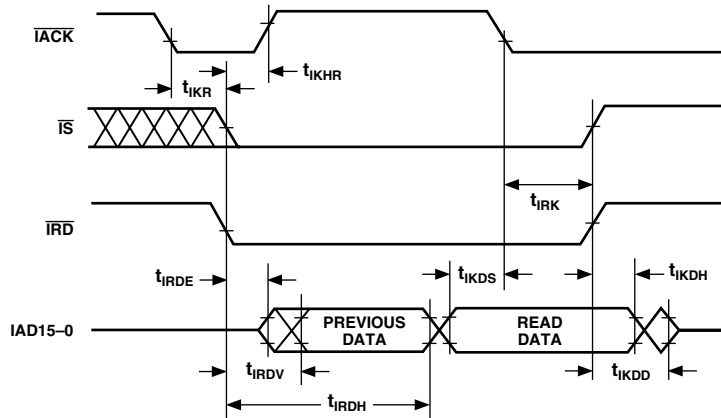 IACK
tIKHR
tIKR
IS
tIRK
IRD
tIRDE
tIKDS
tIKDH
IAD15–0
PREVIOUS
DATA
READ
DATA
tIRDV
tIKDD
tIRDH